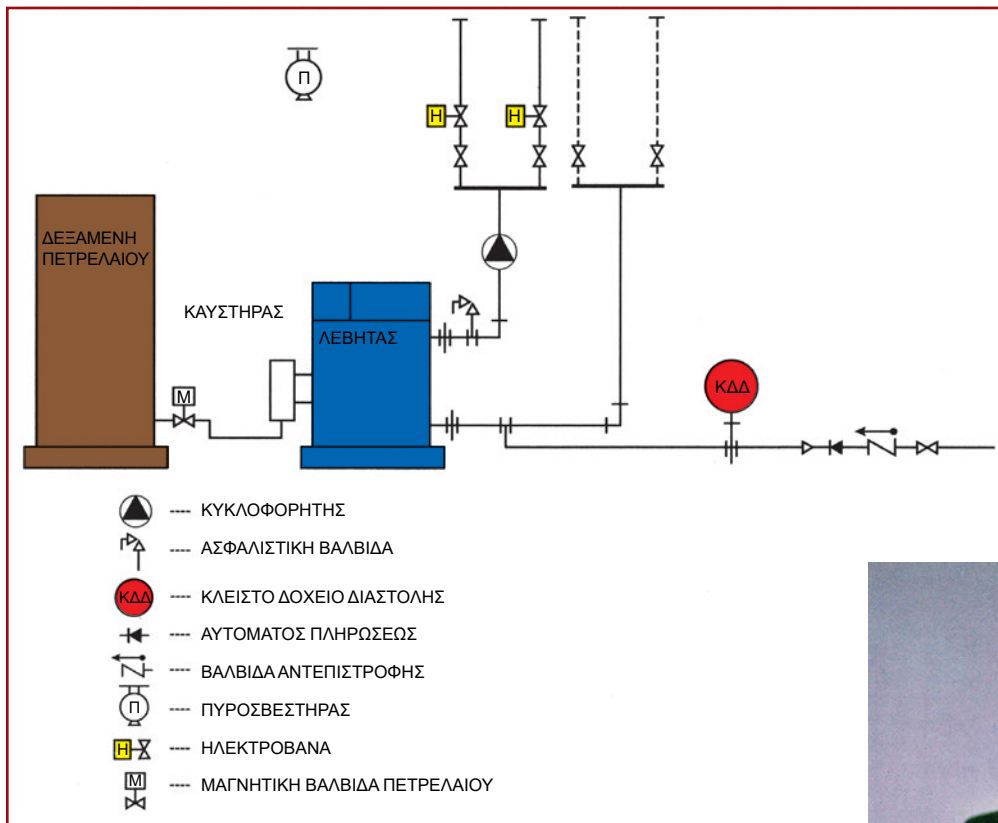 Π
Η
Η
ΔΕΞΑΜΕΝΗ
ΠΕΤΡΕΛΑΙΟΥ
ΚΑΥΣΤΗΡΑΣ
ΛΕΒΗΤΑΣ
ΚΔΔ
Μ
ΚΥΚΛΟΦΟΡΗΤΗΣ
ΑΣΦΑΛΙΣΤΙΚΗ ΒΑΛΒΙΔΑ
ΚΔΔ ΚΛΕΙΣΤΟ ΔΟΧΕΙΟ ΔΙΑΣΤΟΛΗΣ
ΑΥΤΟΜΑΤΟΣ ΠΛΗΡΩΣΕΩΣ
ΒΑΛΒΙΔΑ ΑΝΤΕΠΙΣΤΡΟΦΗΣ
Π ΠΥΡΟΣΒΕΣΤΗΡΑΣ
Η ΗΛΕΚΤΡΟΒΑΝΑ
Μ ΜΑΓΝΗΤΙΚΗ ΒΑΛΒΙΔΑ ΠΕΤΡΕΛΑΙΟΥ